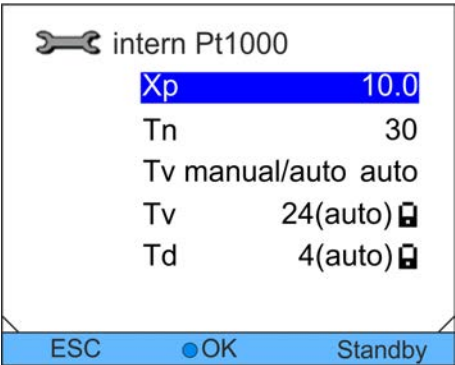 intern Pt1000
Xp 10.0
Tn 30
Tv manual/auto auto
Tv 24(auto)
Td 4(auto)
ESC OK Standby